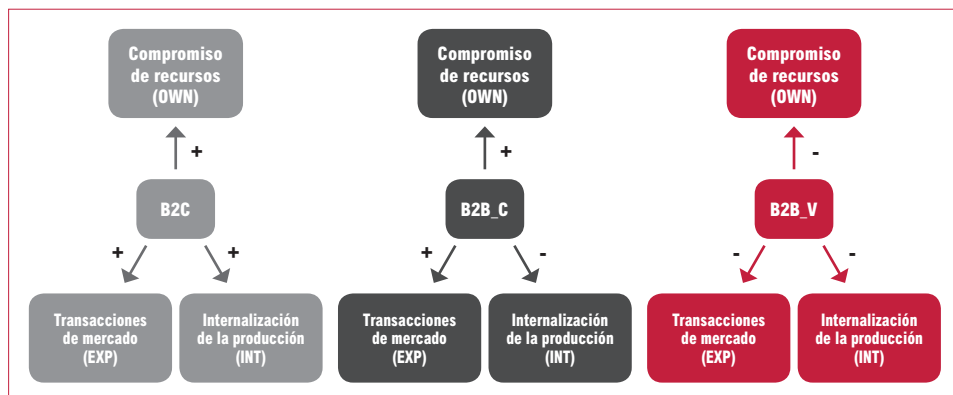 Compromiso
de recursos
(OWN)
+
B2C
+
+
Transacciones
de mercado
(EXP)
Internalización
de la producción
(INT)
Compromiso
de recursos
(OWN)
+
B2B_C
+
-
Transacciones
de mercado
(EXP)
Internalización
de la producción
(INT)
Compromiso
de recursos
(OWN)
-
B2B_V
-
-
Transacciones
de mercado
(EXP)
Internalización
de la producción
(INT)